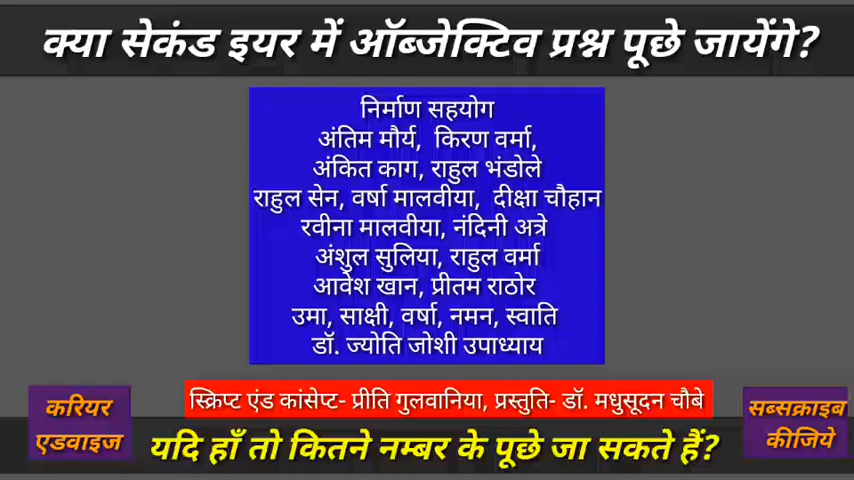 क्या सेकंड इयर में ऑब्जेक्टिव प्रश्न पूछे जायेंगे?
निर्माण सहयोग
अंतिम मौर्य, किरण वर्मा,
अंकित काग, राहुल भंडोले
राहुल सेन, वर्षा मालवीया, दीक्षा चौहान
रवीना मालवीया, नंदिनी अत्रे
अंशुल सुलिया, राहुल वर्मा
आवेश खान, प्रीतम राठोर
उमा, साक्षी, वर्षा, नमन, स्वाति
डॉ. ज्योति जोशी उपाध्याय
स्क्रिप्ट एंड कांसेप्ट- प्रीति गुलवानिया, प्रस्तुति- डॉ. मधुसूदन चौबे
करियर
एडवाइज
यदि हाँ तो कितने नम्बर के पूछे जा सकते हैं?
सब्सक्राइब
कीजिये